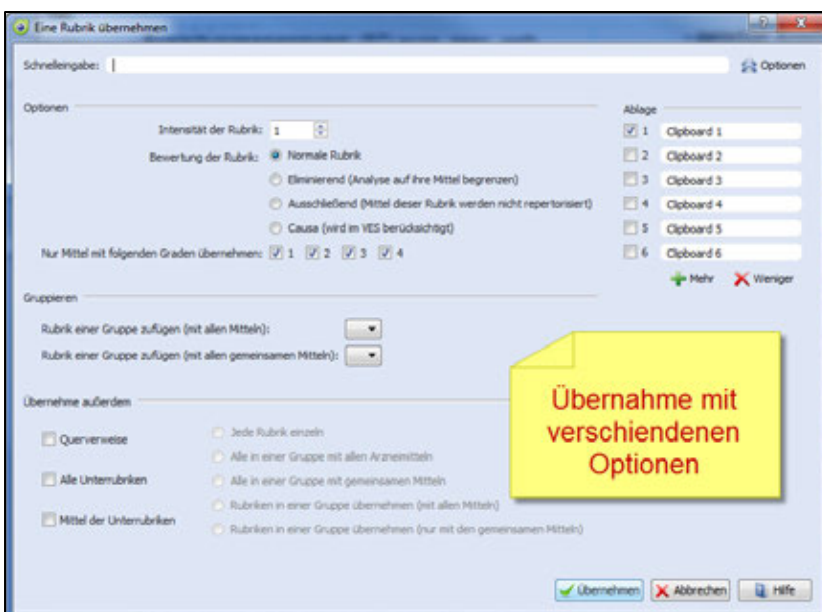 Eine Rubrik übernehmen
Schnelleingabe:
Optionen
Optionen
Intensität der Rubrik: 1
Bewertung der Rubrik: Normale Rubrik
Eliminierend (Analyse auf ihre Mittel begrenzen)
Ausschließend (Mittel dieser Rubrik werden nicht repertorisiert)
Causa (wird im VES berücksichtigt)
Nur Mittel mit folgenden Graden übernehmen: 1 2 3 4
Ablage
1 Clipboard 1
2 Clipboard 2
3 Clipboard 3
4 Clipboard 4
5 Clipboard 5
6 Clipboard 6
Mehr Weniger
Gruppieren
Rubrik einer Gruppe zufügen (mit allen Mitteln):
Rubrik einer Gruppe zufügen (mit allen gemeinsamen Mitteln):
Übernahme mit
verschiendenen
Optionen
Übernehme außerdem
Querverweise
Alle Unterrubriken
Mittel der Unterrubriken
Jede Rubrik einzeln
Alle in einer Gruppe mit allen Arzneimitteln
Alle in einer Gruppe mit gemeinsamen Mitteln
Rubriken in einer Gruppe übernehmen (mit allen Mitteln)
Rubriken in einer Gruppe übernehmen (nur mit den gemeinsamen Mitteln)
Übernehmen Abbrechen Hilfe